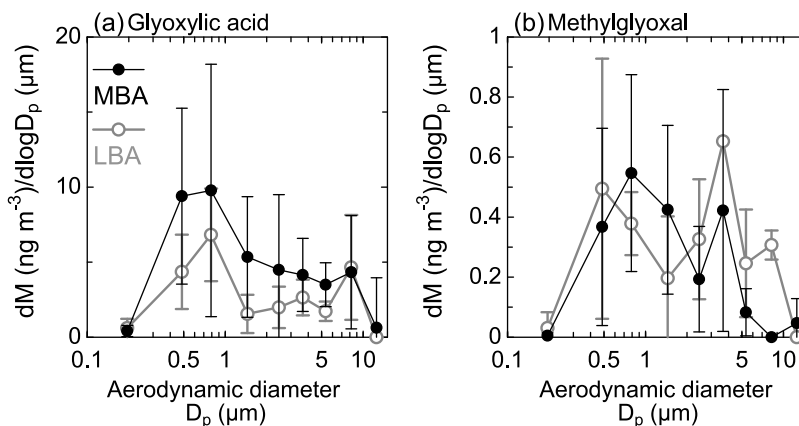 (a) Glyoxylic acid
20
10
0
MBA
LBA
dM (ng m⁻³)/dlogDₚ (μm)
0.1
0.5
1
5
10
Aerodynamic diameter
Dₚ (μm)
(b) Methylglyoxal
1
0.8
0.6
0.4
0.2
0
dM (ng m⁻³)/dlogDₚ (μm)
0.1
0.5
1
5
10
Aerodynamic diameter
Dₚ (μm)